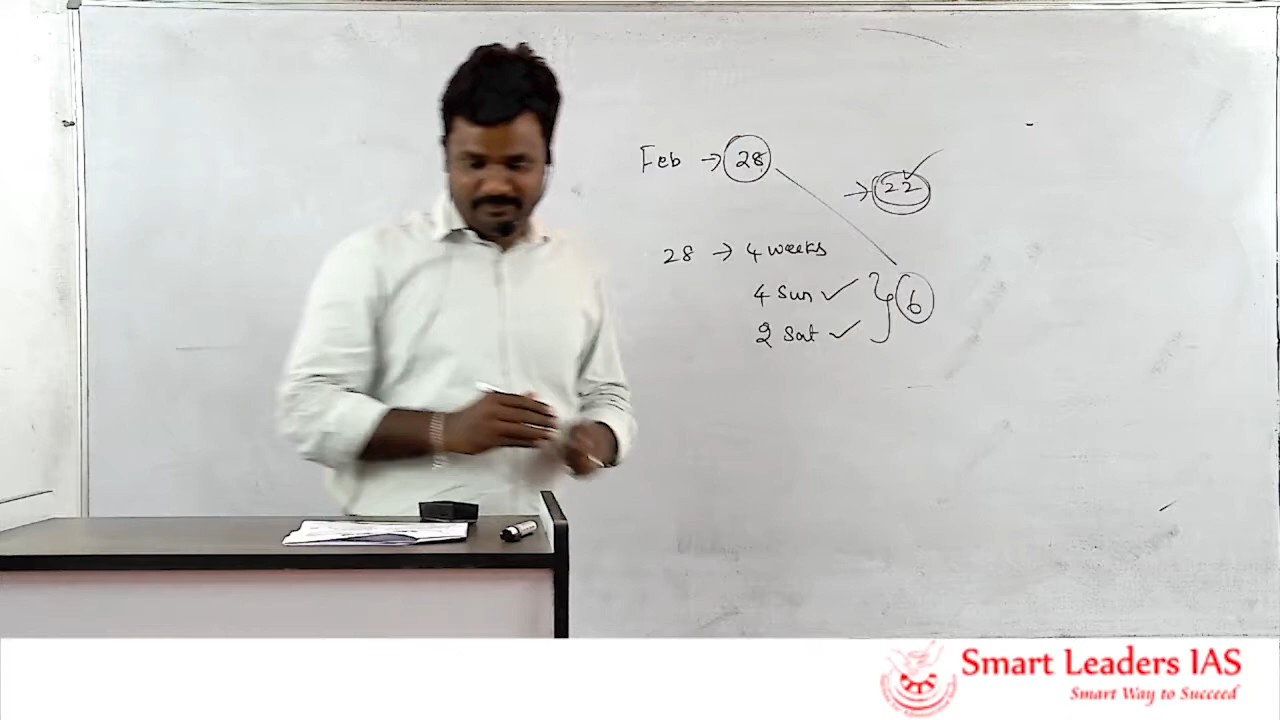 Feb → 28
→ 22
28 → 4 weeks
4 Sun ✓
2 Sat ✓
} 6
Smart Leaders IAS
Smart Way to Succeed